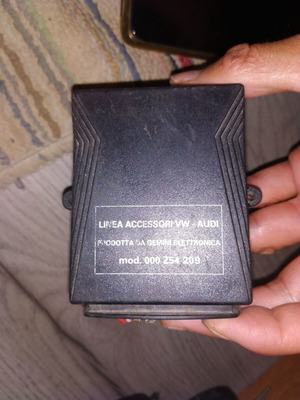 LINEA ACCESSORI VW - AUDI
PRODOTTA DA GEMINI ELETTRONICA
mod. 000 254 209